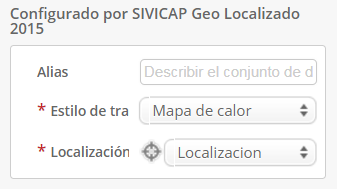 Configurado por SIVICAP Geo Localizado
2015
Alias
Describir el conjunto de d
* Estilo de tra
Mapa de calor
* Localización
Localizacion